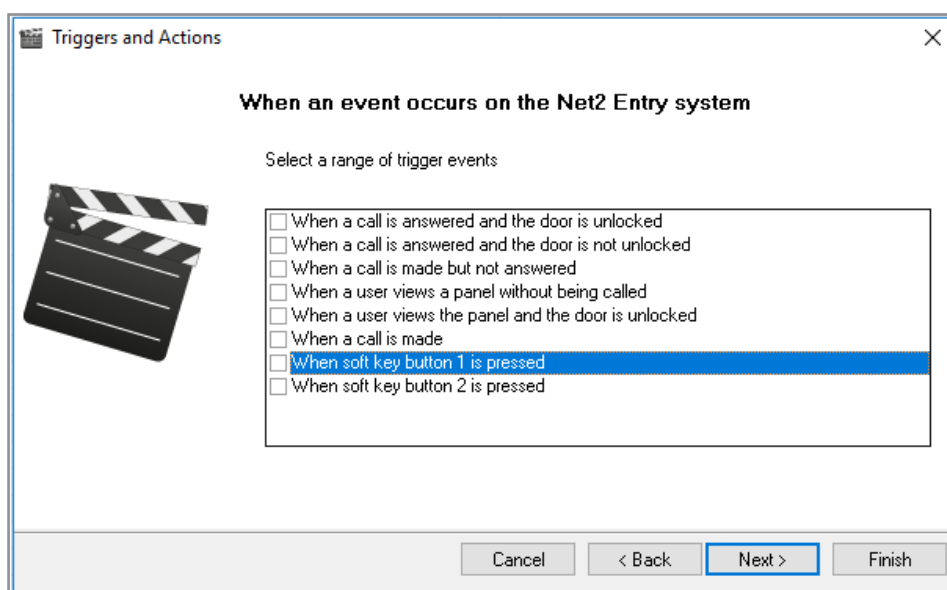 Triggers and Actions
When an event occurs on the Net2 Entry system
Select a range of trigger events
When a call is answered and the door is unlocked
When a call is answered and the door is not unlocked
When a call is made but not answered
When a user views a panel without being called
When a user views the panel and the door is unlocked
When a call is made
When soft key button 1 is pressed
When soft key button 2 is pressed
Cancel
< Back
Next >
Finish